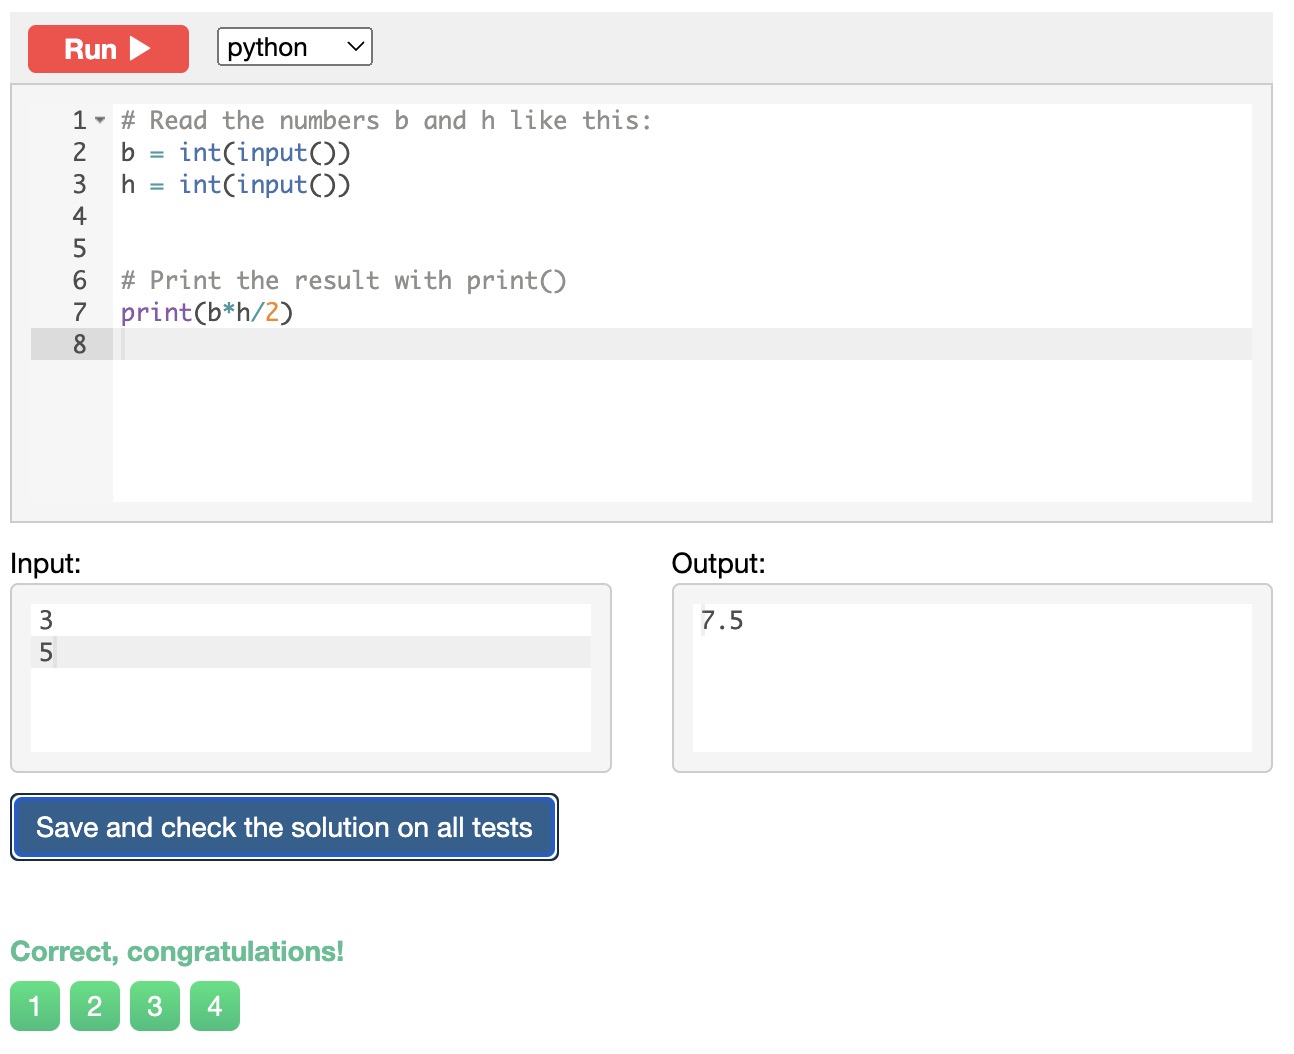 Run
python
1 # Read the numbers b and h like this:
2 b = int(input())
3 h = int(input())
4
5
6 # Print the result with print()
7 print(b*h/2)
8
Input:
Output:
3
5
7.5
Save and check the solution on all tests
Correct, congratulations!
1 2 3 4